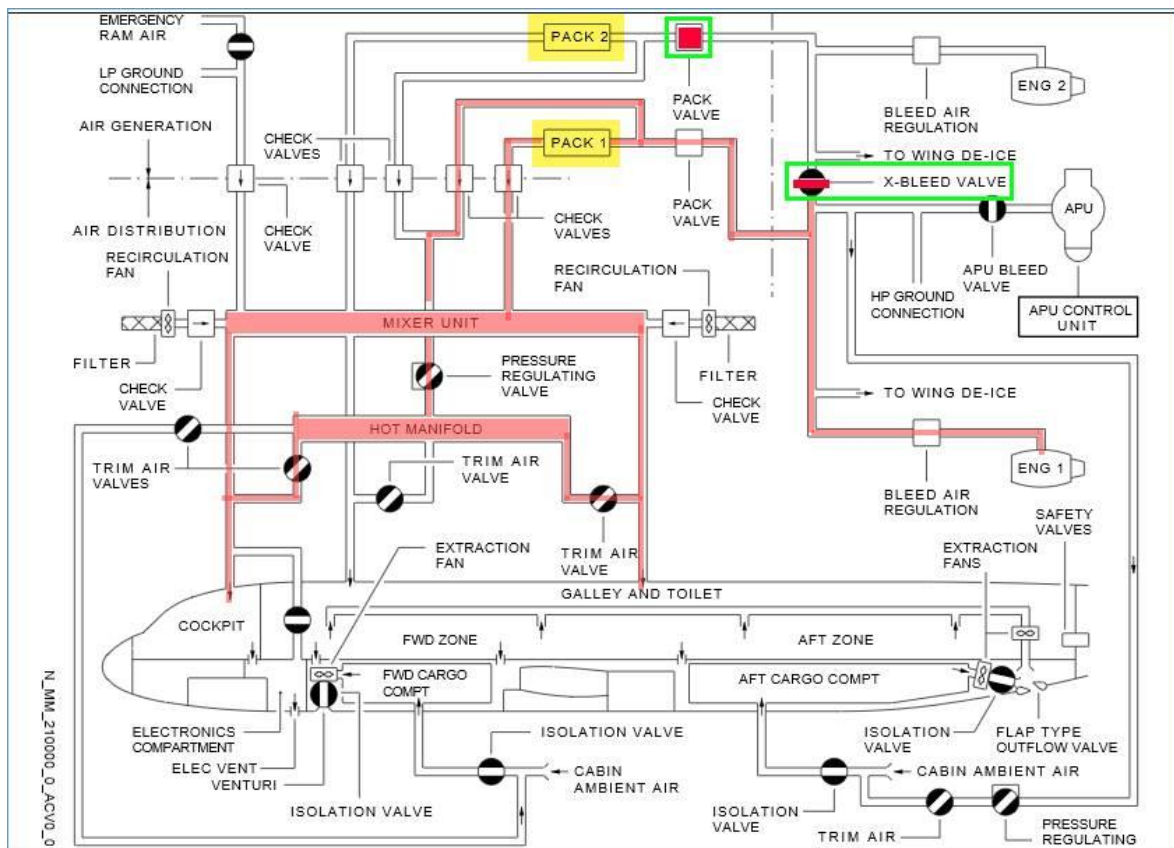 EMERGENCY
RAM AIR
LP GROUND
CONNECTION
AIR GENERATION
AIR DISTRIBUTION
CHECK
VALVES
PACK 2
PACK
VALVE
PACK 1
PACK
VALVE
BLEED AIR
REGULATION
ENG 2
TO WING DE-ICE
X-BLEED VALVE
APU
CHECK
VALVE
CHECK
VALVES
RECIRCULATION
FAN
RECIRCULATION
FAN
APU BLEED
VALVE
HP GROUND
CONNECTION
APU CONTROL
UNIT
MIXER UNIT
FILTER
CHECK
VALVE
PRESSURE
REGULATING
VALVE
FILTER
CHECK
VALVE
TO WING DE-ICE
HOT MANIFOLD
TRIM AIR
VALVES
TRIM AIR
VALVE
ENG 1
BLEED AIR
REGULATION
SAFETY
VALVES
EXTRACTION
FAN
TRIM AIR
VALVE
EXTRACTION
FANS
GALLEY AND TOILET
COCKPIT
FWD ZONE
AFT ZONE
FWD CARGO
COMPT
AFT CARGO COMPT
ELECTRONICS
COMPARTMENT
ELEC VENT
VENTURI
ISOLATION VALVE
ISOLATION VALVE
CABIN
AMBIENT AIR
ISOLATION
VALVE
FLAP TYPE
OUTFLOW VALVE
CABIN AMBIENT AIR
ISOLATION
VALVE
TRIM AIR
PRESSURE
REGULATING
N_MM_210000_0_ACV0_0